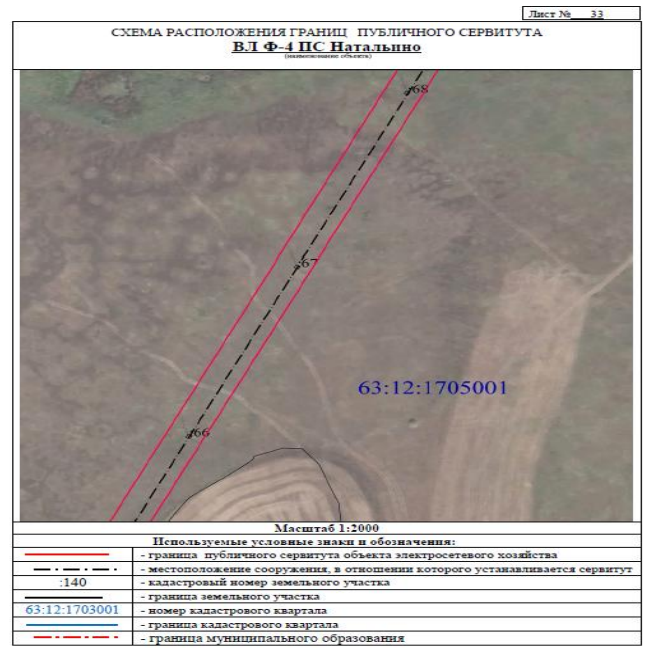 Лист № 33
СХЕМА РАСПОЛОЖЕНИЯ ГРАНИЦ ПУБЛИЧНОГО СЕРВИТУТА
ВЛ Ф-4 ПС Натальино
(наименование объекта)
68
67
63:12:1705001
66
Масштаб 1:2000
Используемые условные знаки и обозначения:
- граница публичного сервитута объекта электросетевого хозяйства
- местоположение сооружения, в отношении которого устанавливается сервитут
:140 - кадастровый номер земельного участка
- граница земельного участка
63:12:1703001 - номер кадастрового квартала
- граница кадастрового квартала
- граница муниципального образования